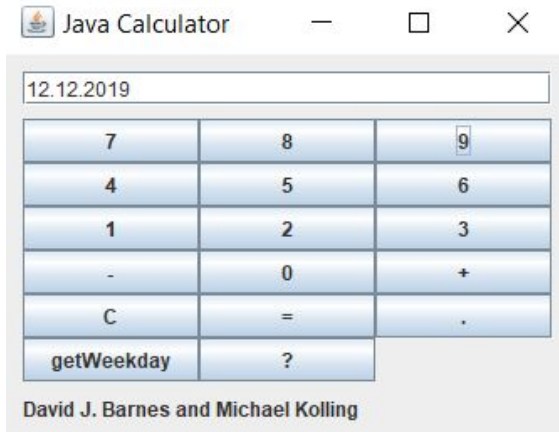 Java Calculator
12.12.2019
7 8 9
4 5 6
1 2 3
- 0 +
C = .
getWeekday ?
David J. Barnes and Michael Kolling